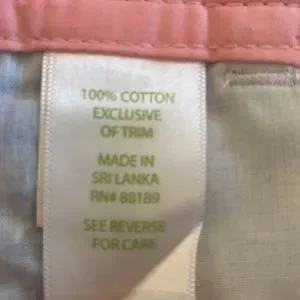 100% COTTON
EXCLUSIVE
OF TRIM
MADE IN
SRI LANKA
RN# 88189
SEE REVERSE
FOR CARE